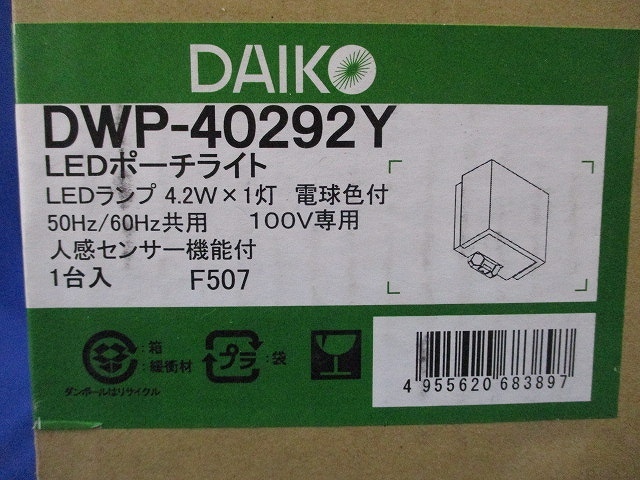 DAIKO
DWP-40292Y
LEDポーチライト
LEDランプ 4.2W×1灯 電球色付
50Hz/60Hz共用 100V専用
人感センサー機能付
1台入 F507
:箱
:緩衝材
プラ
:袋
ダンボールはリサイクル
4 955620 683897